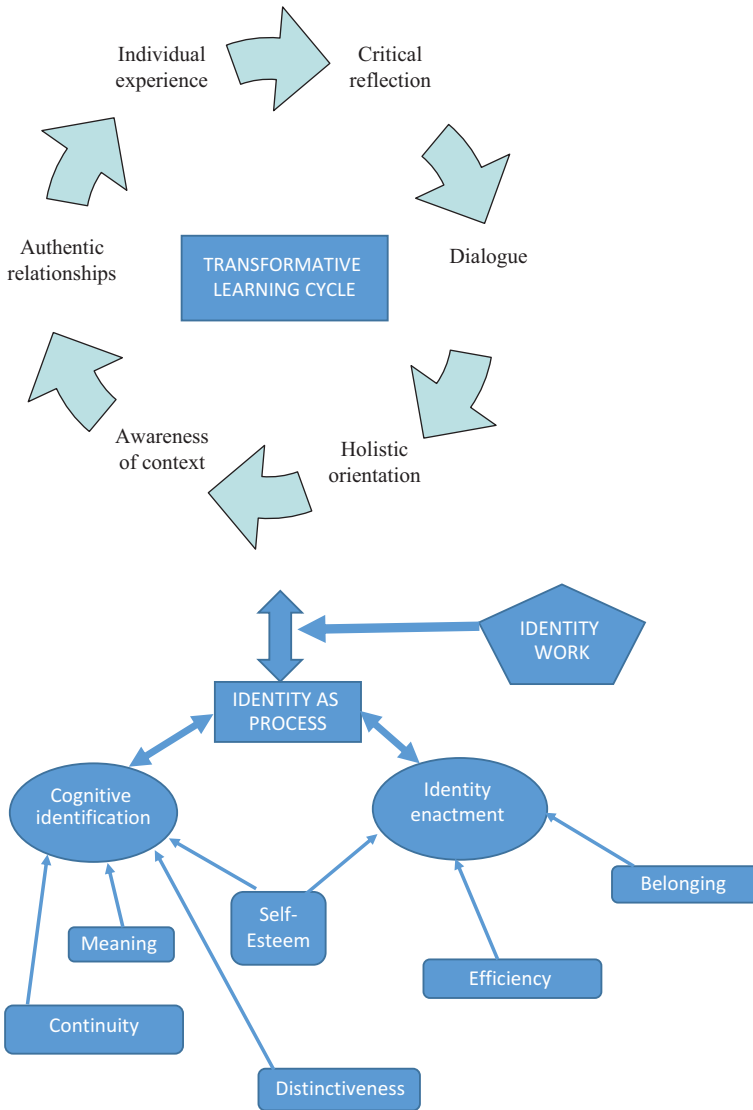 Individual
experience
Critical
reflection
Authentic
relationships
TRANSFORMATIVE
LEARNING CYCLE
Dialogue
Awareness
of context
Holistic
orientation
IDENTITY
WORK
IDENTITY AS
PROCESS
Cognitive
identification
Identity
enactment
Belonging
Self-
Esteem
Meaning
Efficiency
Continuity
Distinctiveness